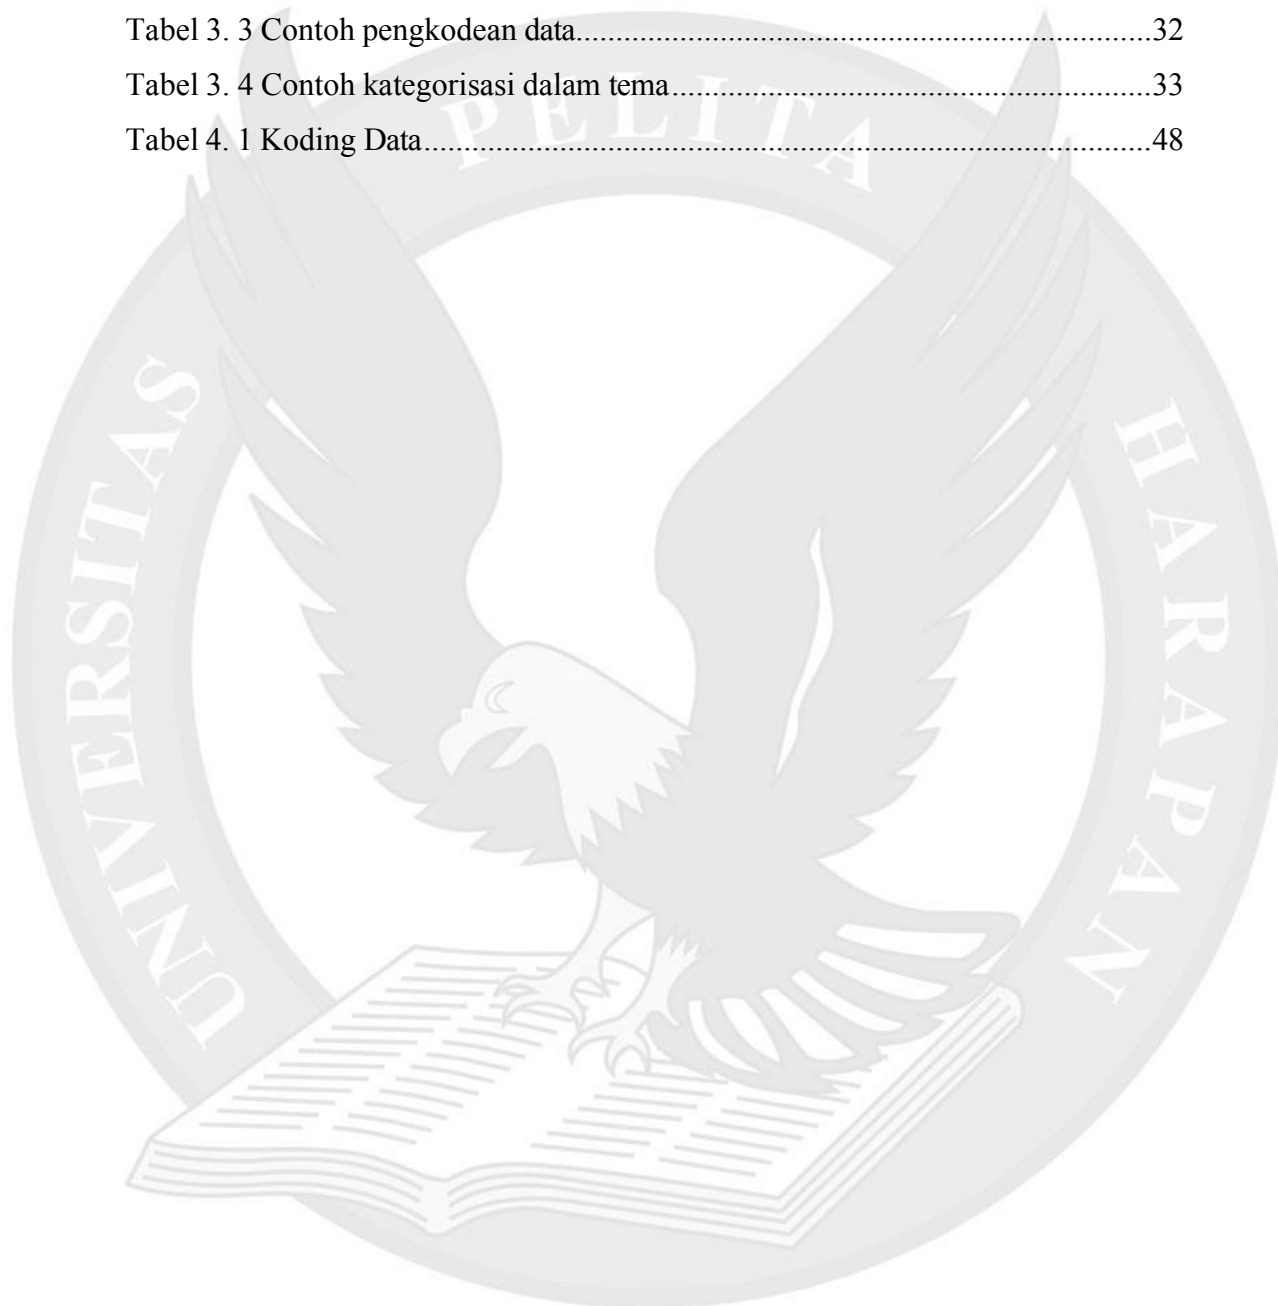 Tabel 3. 3 Contoh pengkodean data.......................................................................32
Tabel 3. 4 Contoh kategorisasi dalam tema...........................................................33
Tabel 4. 1 Koding Data..........................................................................................48
UNIVERSITAS PELITA HARAPAN